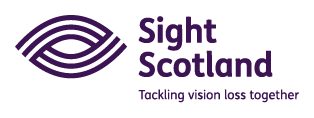 Sight
Scotland
Tackling vision loss together